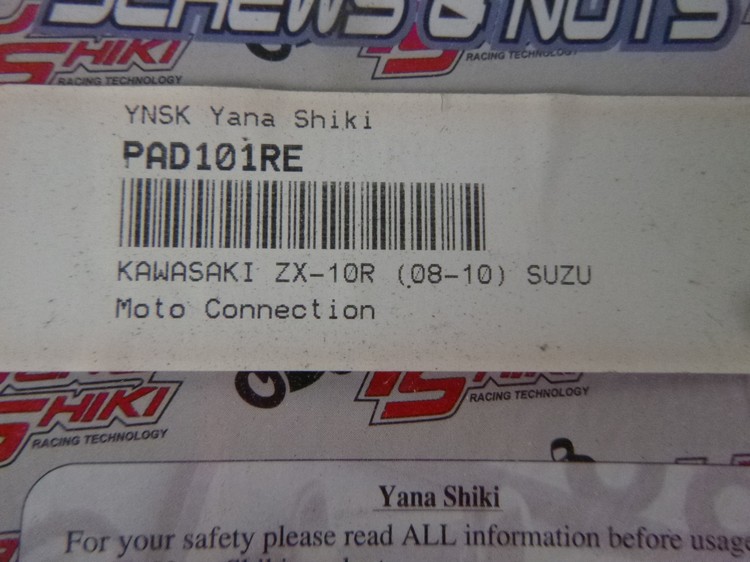 SCREWS & NUTS
SHIKI
RACING TECHNOLOGY
RACING TECHNOLOGY
YNSK Yana Shiki
PAD101RE
KAWASAKI ZX-10R (08-10) SUZU
Moto Connection
SHIKI
RACING TECHNOLOGY
SHIKI
RACING TECHNOLOGY
Yana Shiki
For your safety please read ALL information before usage